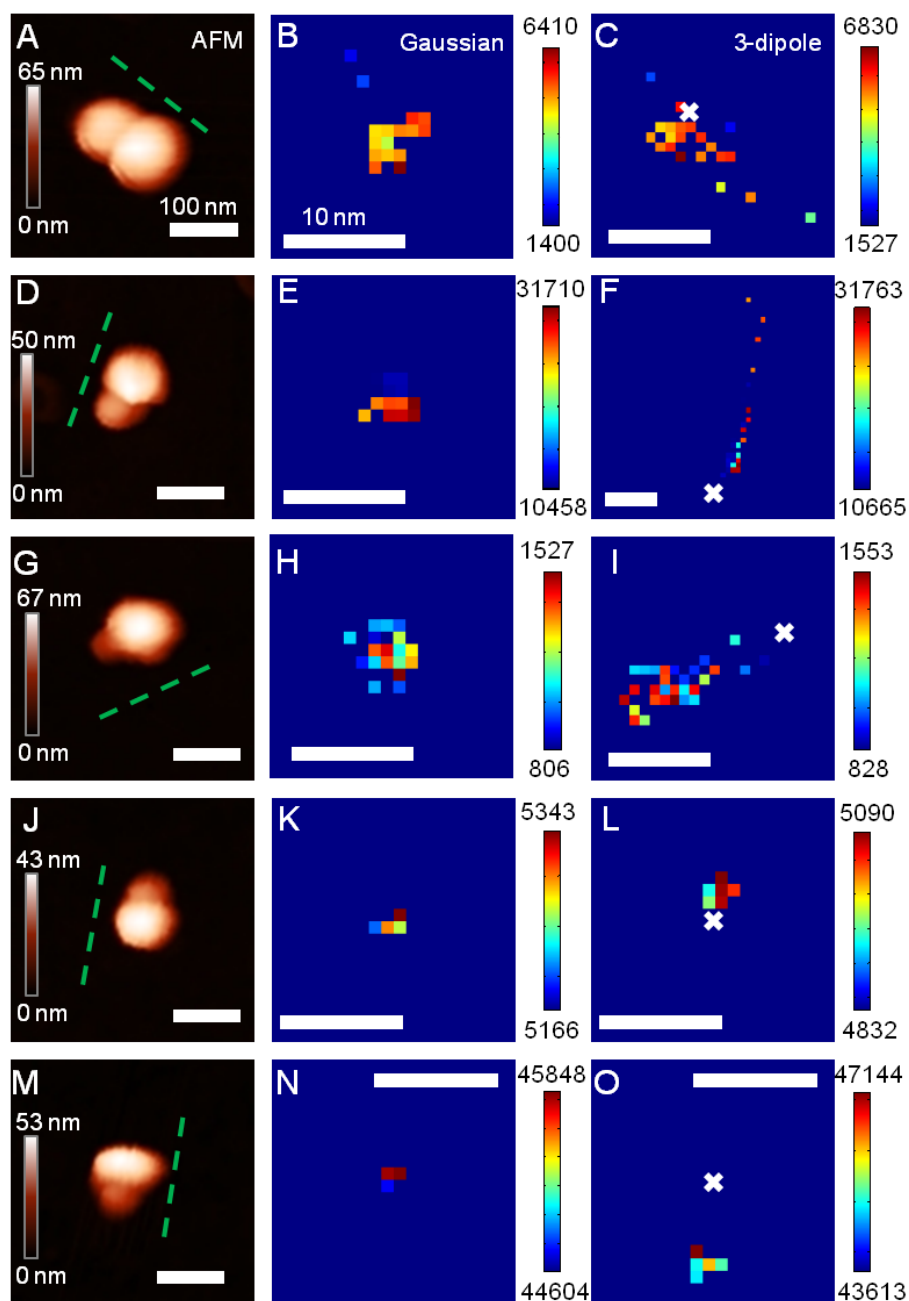 A AFM
65 nm
0 nm
100 nm
B Gaussian
10 nm
6410
1400
C 3-dipole
6830
1527
D
50 nm
0 nm
E
31710
10458
F
31763
10665
G
67 nm
0 nm
H
1527
806
I
1553
828
J
43 nm
0 nm
K
5343
5166
L
5090
4832
M
53 nm
0 nm
N
45848
44604
O
47144
43613